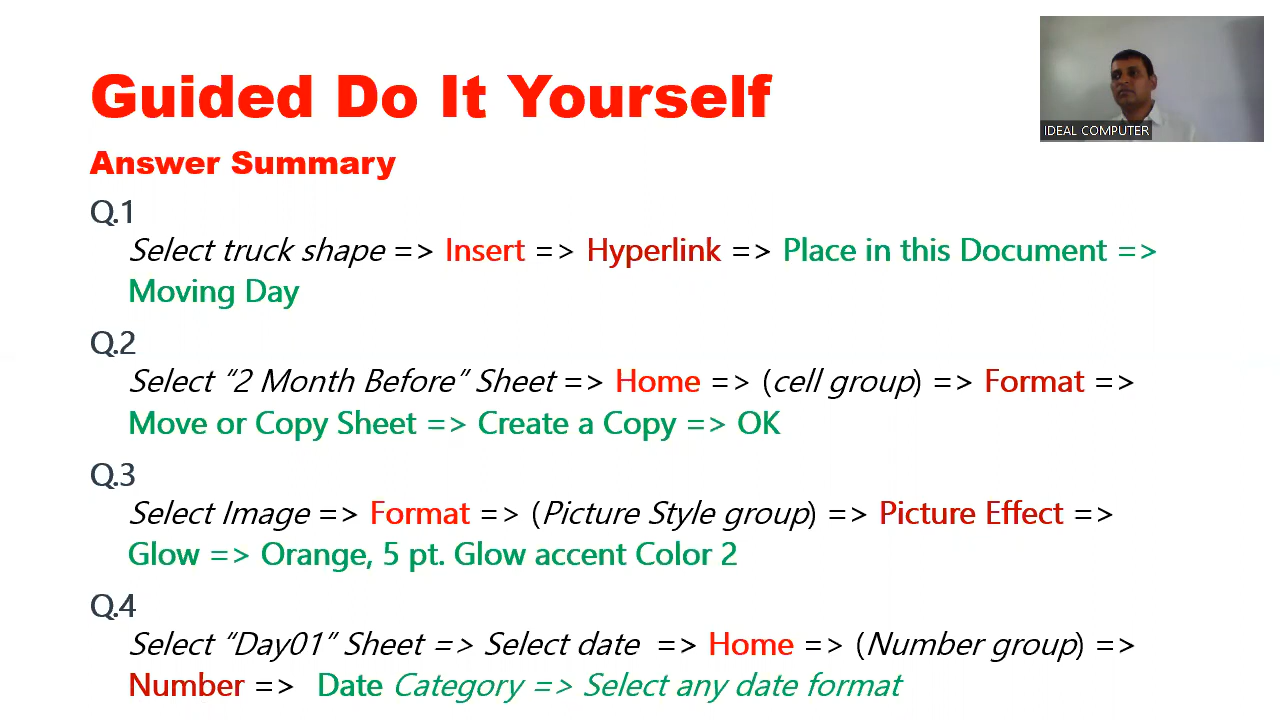 Guided Do It Yourself
IDEAL COMPUTER
Answer Summary
Q.1
Select truck shape => Insert => Hyperlink => Place in this Document =>
Moving Day
Q.2
Select “2 Month Before” Sheet => Home => (cell group) => Format =>
Move or Copy Sheet => Create a Copy => OK
Q.3
Select Image => Format => (Picture Style group) => Picture Effect =>
Glow => Orange, 5 pt. Glow accent Color 2
Q.4
Select “Day01” Sheet => Select date => Home => (Number group) =>
Number => Date Category => Select any date format